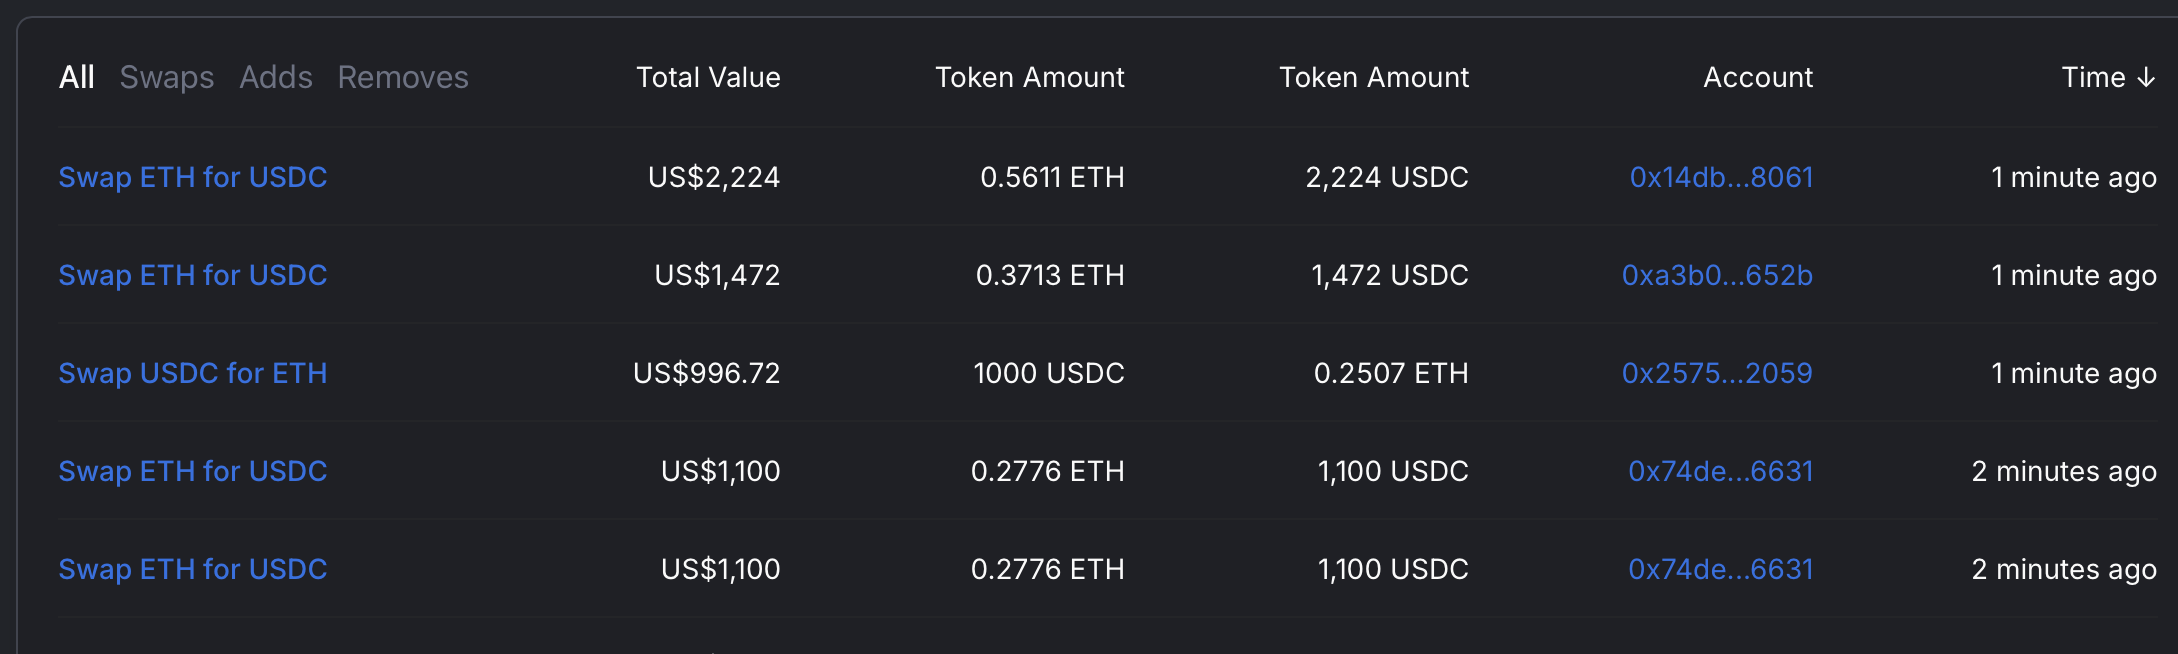 All Swaps Adds Removes Total Value Token Amount Token Amount Account Time ↓
Swap ETH for USDC US$2,224 0.5611 ETH 2,224 USDC 0x14db...8061 1 minute ago
Swap ETH for USDC US$1,472 0.3713 ETH 1,472 USDC 0xa3b0...652b 1 minute ago
Swap USDC for ETH US$996.72 1000 USDC 0.2507 ETH 0x2575...2059 1 minute ago
Swap ETH for USDC US$1,100 0.2776 ETH 1,100 USDC 0x74de...6631 2 minutes ago
Swap ETH for USDC US$1,100 0.2776 ETH 1,100 USDC 0x74de...6631 2 minutes ago